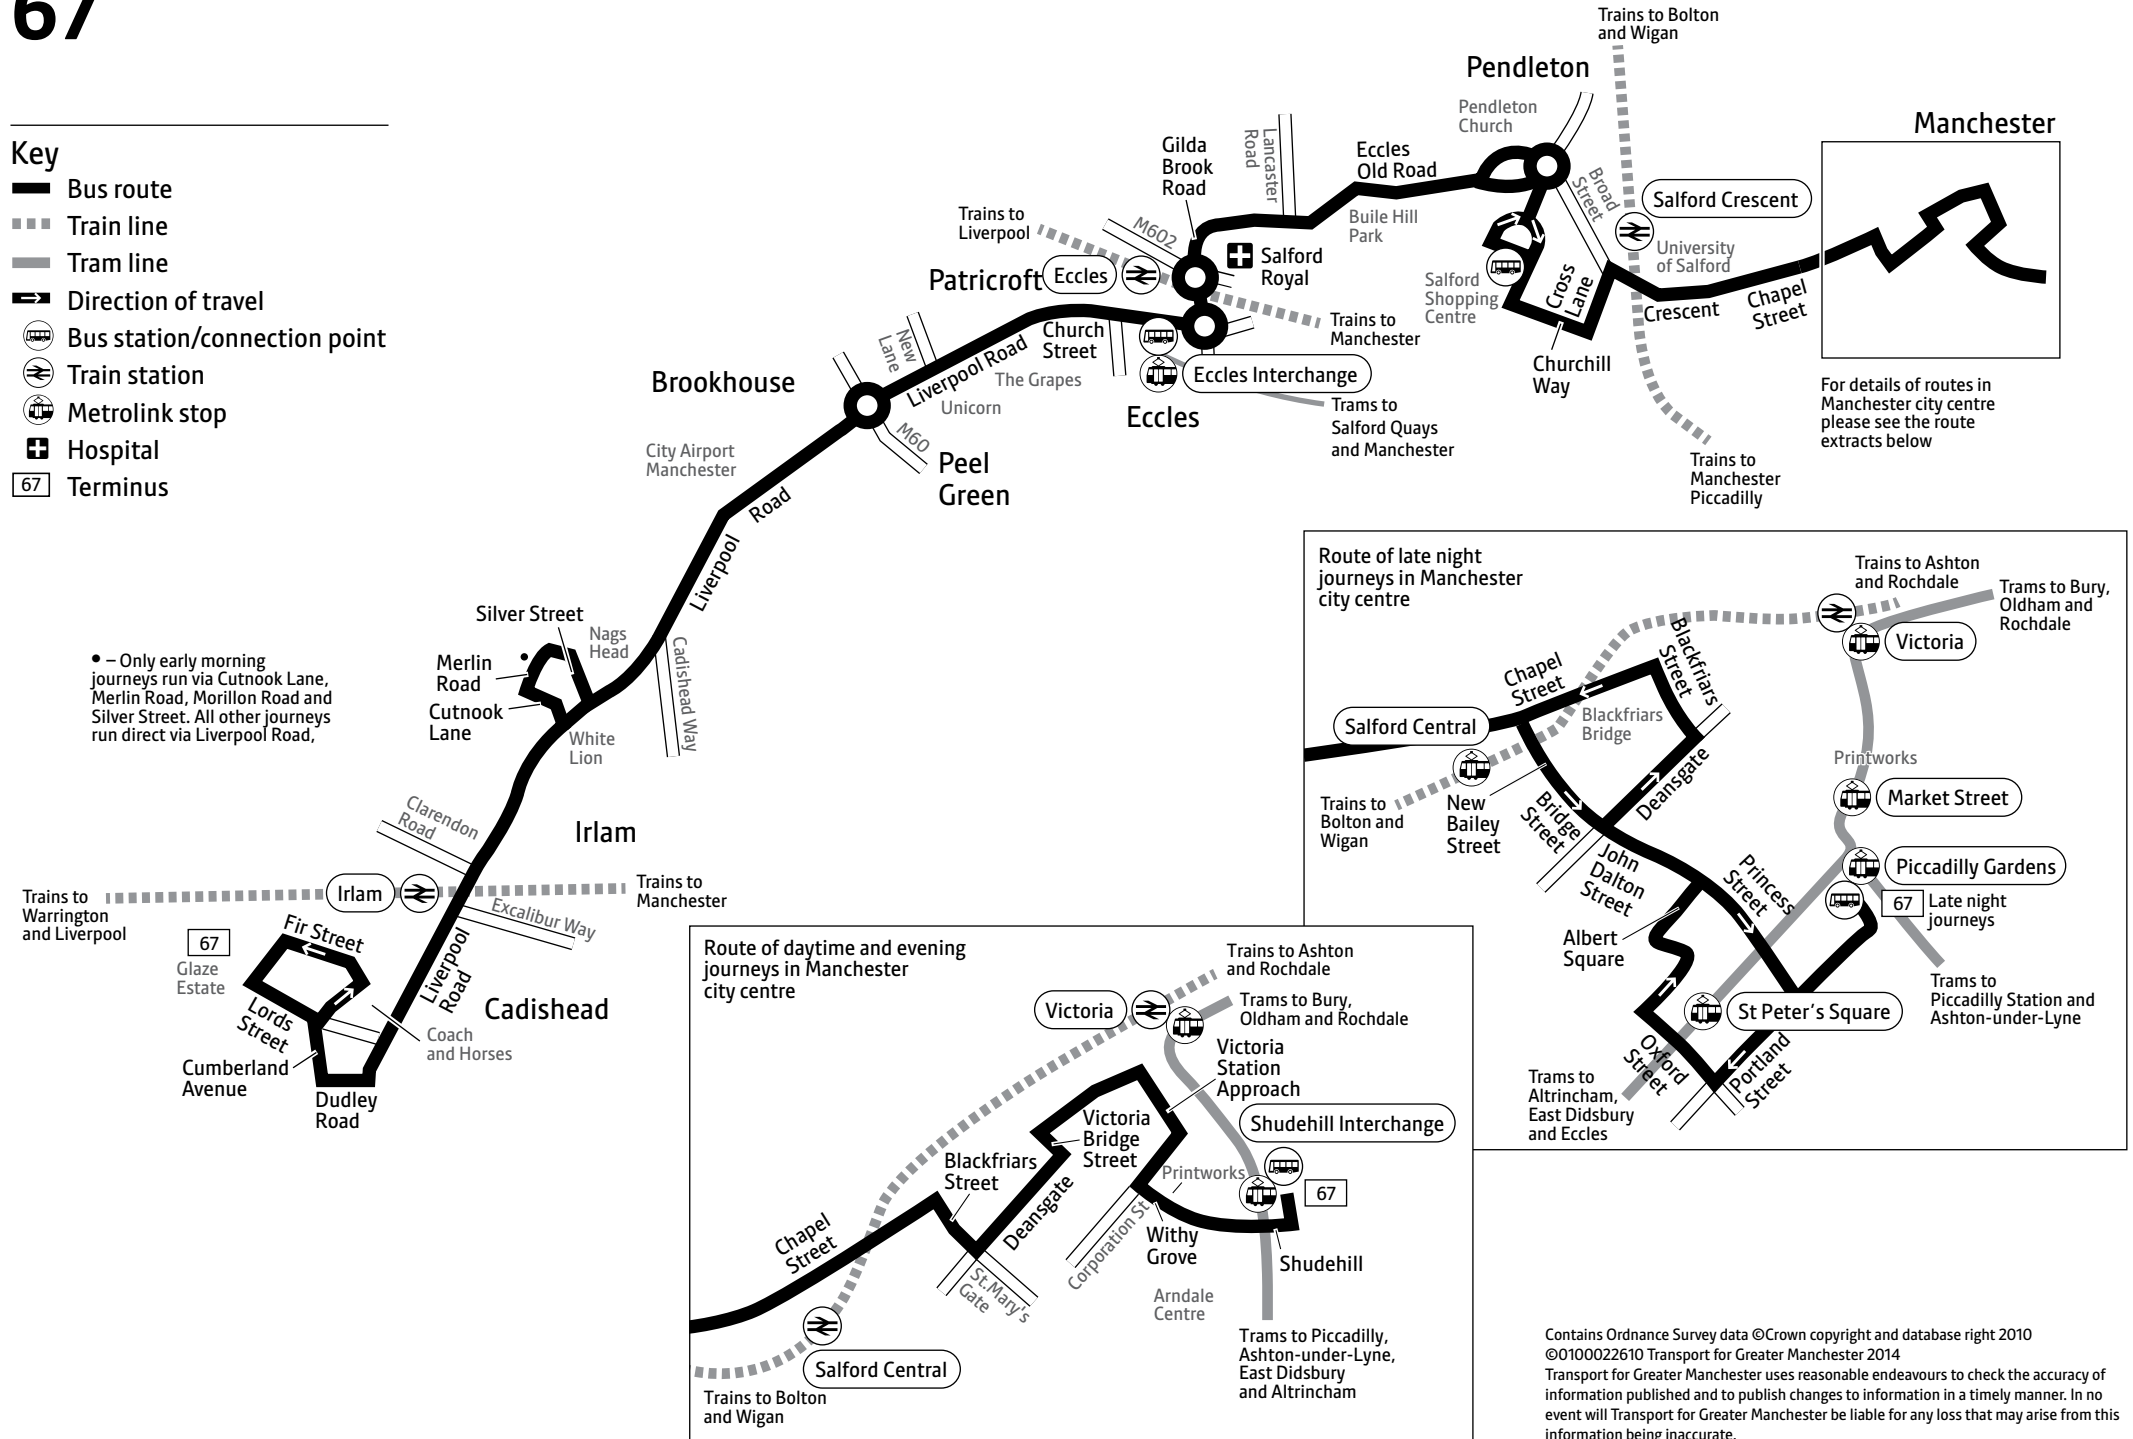 67
Key
Bus route
Train line
Tram line
Direction of travel
Bus station/connection point
Train station
Metrolink stop
Hospital
67 Terminus
Trains to Bolton
and Wigan
Pendleton
Pendleton
Church
Manchester
Gilda
Brook
Road
Lancaster
Road
Eccles
Old Road
Broad
Street
Salford Crescent
Trains to
Liverpool
M602
Buile Hill
Park
University
of Salford
Patricroft
Eccles
Salford
Royal
Salford
Shopping
Centre
Cross
Lane
Crescent
Chapel
Street
Trains to
Manchester
Church
Street
New
Lane
Liverpool Road
The Grapes
Unicorn
Eccles Interchange
Churchill
Way
Brookhouse
Eccles
Trams to
Salford Quays
and Manchester
For details of routes in
Manchester city centre
please see the route
extracts below
M60
City Airport
Manchester
Peel
Green
Trains to
Manchester
Piccadilly
Road
Liverpool
Silver Street
Nags
Head
Merlin
Road
Cutnook
Lane
Cadishead Way
White
Lion
• – Only early morning
journeys run via Cutnook Lane,
Merlin Road, Morillon Road and
Silver Street. All other journeys
run direct via Liverpool Road,
Clarendon
Road
Irlam
Trains to
Warrington
and Liverpool
Irlam
Trains to
Manchester
Excalibur Way
67
Glaze
Estate
Fir Street
Liverpool
Road
Lords
Street
Cadishead
Coach
and Horses
Cumberland
Avenue
Dudley
Road
Route of late night
journeys in Manchester
city centre
Trains to Ashton
and Rochdale
Trams to Bury,
Oldham and
Rochdale
Victoria
Blackfriars
Street
Chapel
Street
Blackfriars
Bridge
Salford Central
Printworks
Market Street
Trains to
Bolton and
Wigan
New
Bailey
Street
Bridge
Street
Deansgate
John
Dalton
Street
Princess
Street
Piccadilly Gardens
67
Late night
journeys
Albert
Square
St Peter's Square
Trams to
Piccadilly Station and
Ashton-under-Lyne
Oxford
Street
Portland
Street
Trams to
Altrincham,
East Didsbury
and Eccles
Route of daytime and evening
journeys in Manchester
city centre
Trains to Ashton
and Rochdale
Victoria
Trams to Bury,
Oldham and Rochdale
Victoria
Station
Approach
Shudehill Interchange
Victoria
Bridge
Street
Blackfriars
Street
Printworks
67
Deansgate
Chapel
Street
Corporation St
Withy
Grove
Shudehill
St.Mary's
Gate
Arndale
Centre
Salford Central
Trains to Bolton
and Wigan
Trams to Piccadilly,
Ashton-under-Lyne,
East Didsbury
and Altrincham
Contains Ordnance Survey data ©Crown copyright and database right 2010
©0100022610 Transport for Greater Manchester 2014
Transport for Greater Manchester uses reasonable endeavours to check the accuracy of
information published and to publish changes to information in a timely manner. In no
event will Transport for Greater Manchester be liable for any loss that may arise from this
information being inaccurate.